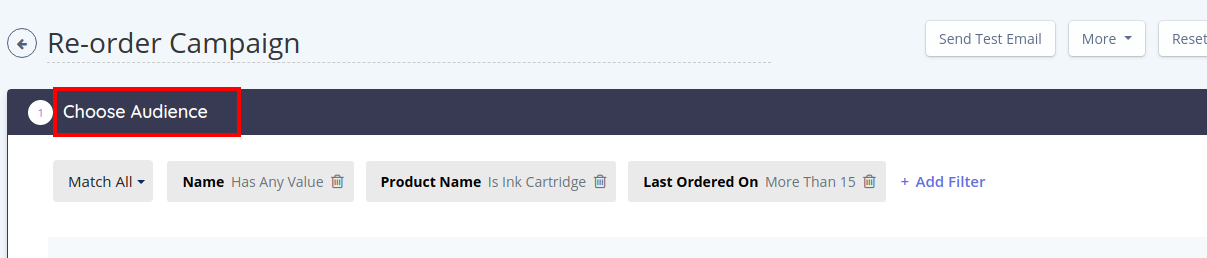 Re-order Campaign
Send Test Email
More
Reset
1
Choose Audience
Match All
Name Has Any Value
Product Name Is Ink Cartridge
Last Ordered On More Than 15
+ Add Filter